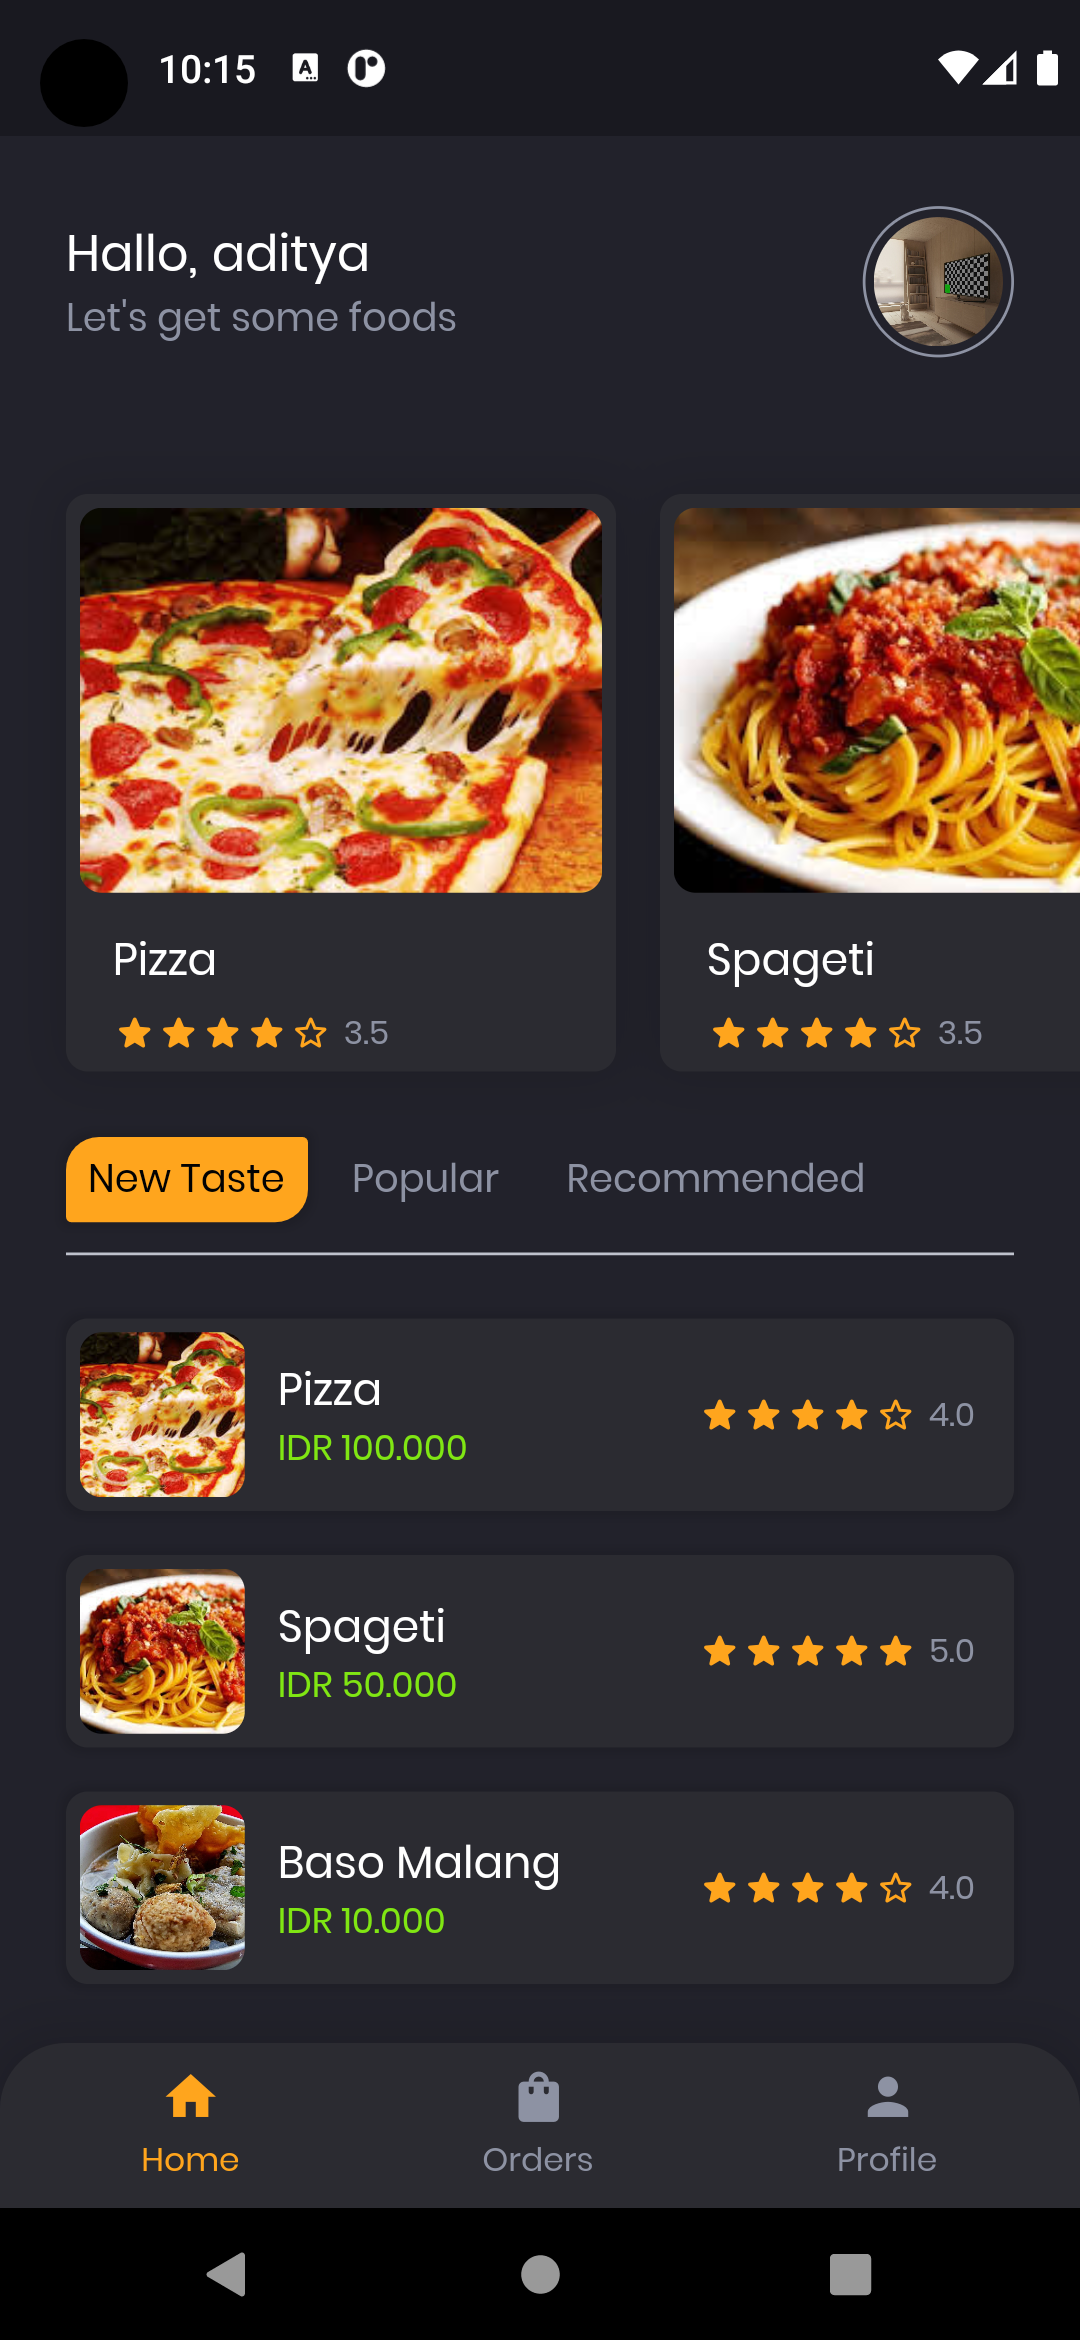 10:15
Hallo, aditya
Let's get some foods
Pizza
3.5
Spageti
3.5
New Taste
Popular
Recommended
Pizza
IDR 100.000
4.0
Spageti
IDR 50.000
5.0
Baso Malang
IDR 10.000
4.0
Home
Orders
Profile